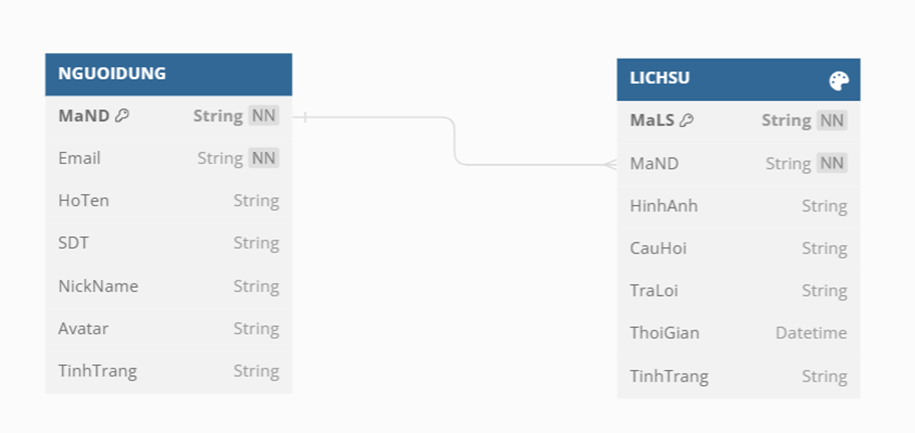 NGUOIDUNG
MaND String NN
Email String NN
HoTen String
SDT String
NickName String
Avatar String
TinhTrang String
LICHSU
MaLS String NN
MaND String NN
HinhAnh String
CauHoi String
TraLoi String
ThoiGian Datetime
TinhTrang String